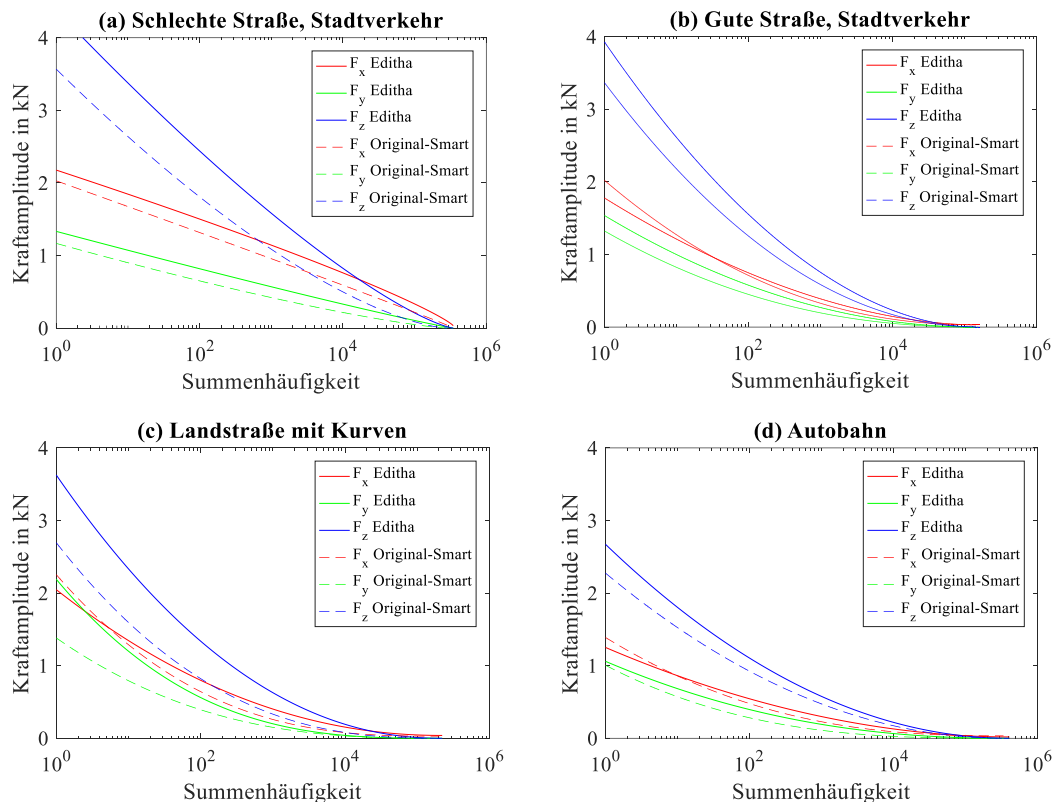 (a) Schlechte Straße, Stadtverkehr
Kraftamplitude in kN
4
3
2
1
0
F_x Editha
F_y Editha
F_z Editha
F_x Original-Smart
F_y Original-Smart
F_z Original-Smart
10^0
10^2
10^4
10^6
Summenhäufigkeit
(b) Gute Straße, Stadtverkehr
Kraftamplitude in kN
4
3
2
1
0
F_x Editha
F_y Editha
F_z Editha
F_x Original-Smart
F_y Original-Smart
F_z Original-Smart
10^0
10^2
10^4
10^6
Summenhäufigkeit
(c) Landstraße mit Kurven
Kraftamplitude in kN
4
3
2
1
0
F_x Editha
F_y Editha
F_z Editha
F_x Original-Smart
F_y Original-Smart
F_z Original-Smart
10^0
10^2
10^4
10^6
Summenhäufigkeit
(d) Autobahn
Kraftamplitude in kN
4
3
2
1
0
F_x Editha
F_y Editha
F_z Editha
F_x Original-Smart
F_y Original-Smart
F_z Original-Smart
10^0
10^2
10^4
10^6
Summenhäufigkeit